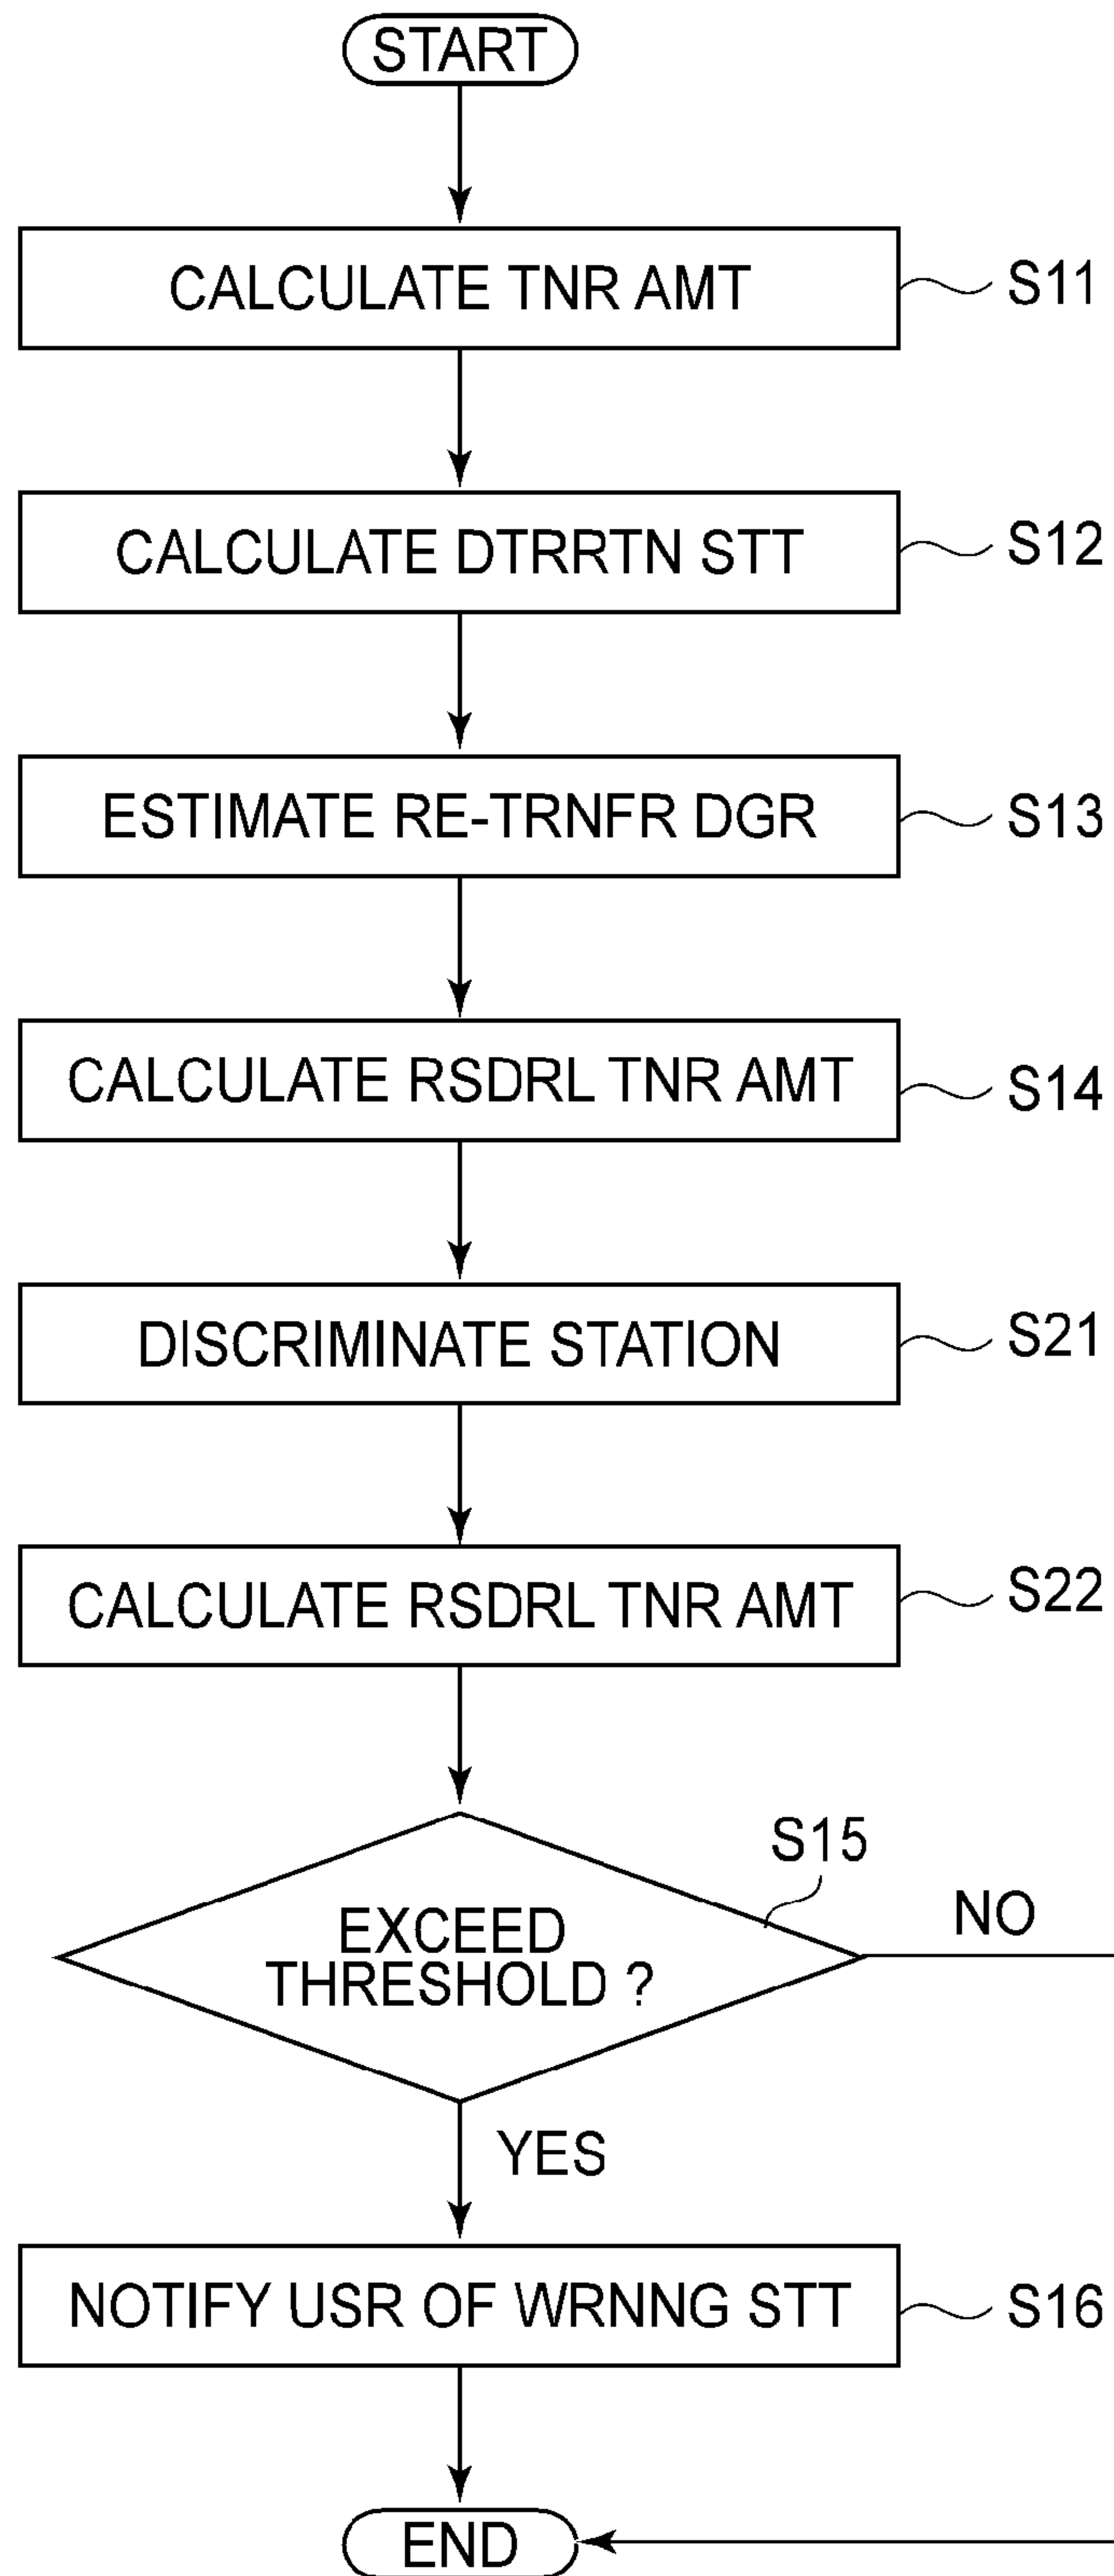 START
CALCULATE TNR AMT
S11
CALCULATE DTRRTN STT
S12
ESTIMATE RE-TRNFR DGR
S13
CALCULATE RSDRL TNR AMT
S14
DISCRIMINATE STATION
S21
CALCULATE RSDRL TNR AMT
S22
S15
EXCEED
THRESHOLD ?
NO
YES
NOTIFY USR OF WRNNG STT
S16
END